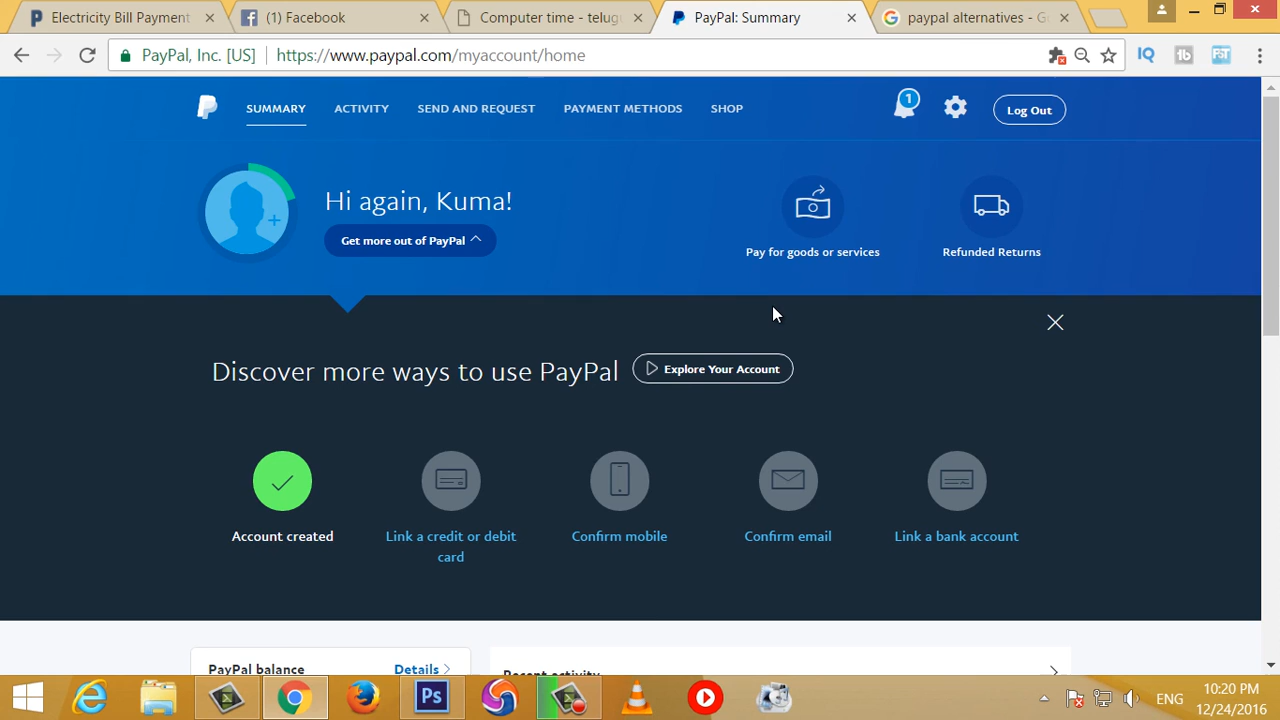 Electricity Bill Payment
(1) Facebook
Computer time - telugu
PayPal: Summary
paypal alternatives - Go
PayPal, Inc. [US]
https://www.paypal.com/myaccount/home
SUMMARY
ACTIVITY
SEND AND REQUEST
PAYMENT METHODS
SHOP
1
Log Out
Hi again, Kuma!
Get more out of PayPal
Pay for goods or services
Refunded Returns
Discover more ways to use PayPal
Explore Your Account
Account created
Link a credit or debit
card
Confirm mobile
Confirm email
Link a bank account
PayPal balance
Details
Recent activity
Ps
ENG
10:20 PM
12/24/2016